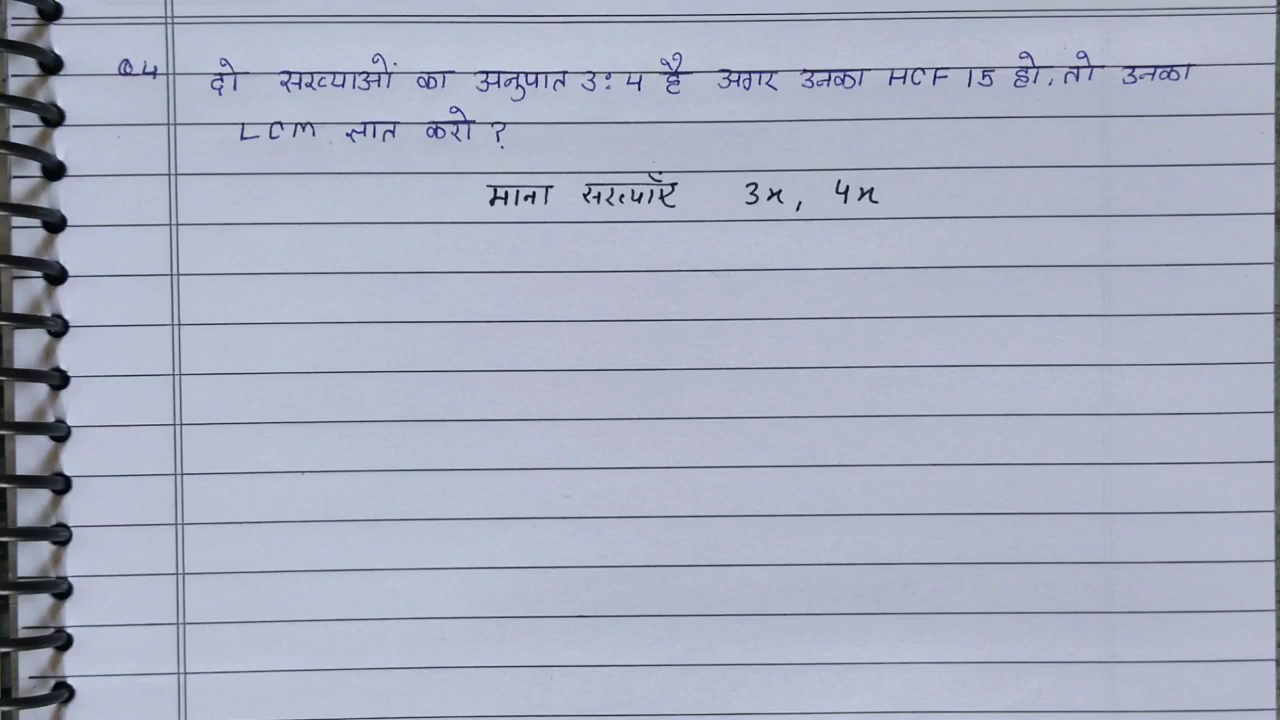 Q4 दो संख्याओं का अनुपात 3:4 है अगर उनका HCF 15 हो, तो उनका
LCM ज्ञात करो ?
माना संख्याएँ 3x, 4x